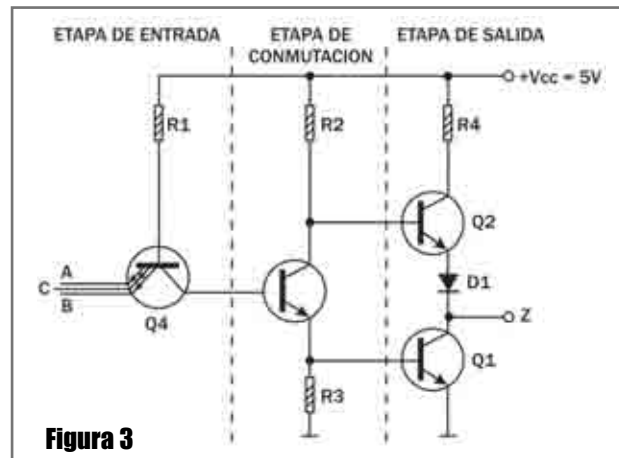 ETAPA DE ENTRADA
ETAPA DE
CONMUTACION
ETAPA DE SALIDA
+Vcc = 5V
R1
R2
R4
Q2
A
C
B
D1
Z
Q4
Q1
R3
Figura 3